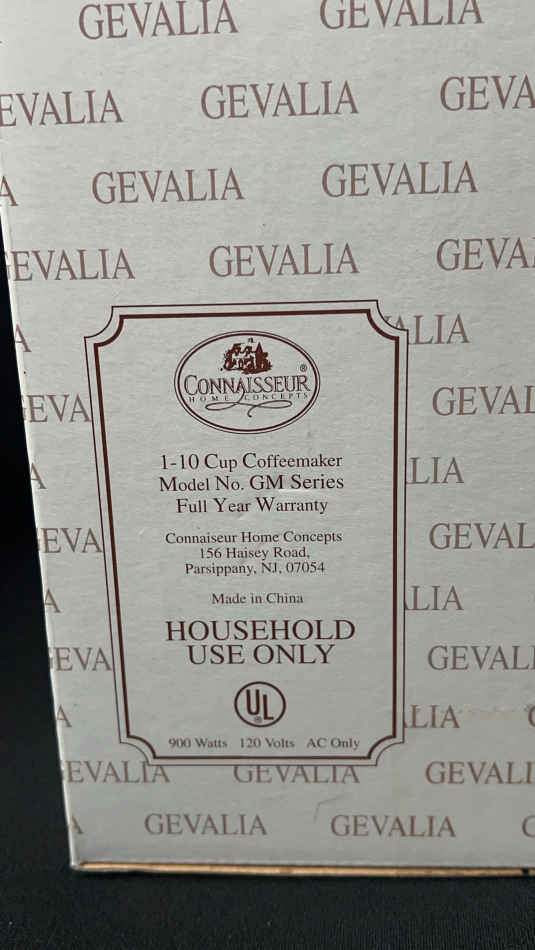 GEVALIA GEVALIA
EVALIA GEVALIA GEVA
A GEVALIA GEVALIA
EVALIA GEVALIA GEVA
A ALIA
EVA GEVAL
A LIA
EVA GEVAL
A LIA
EVA GEVALI
A LIA
EVALIA GEVALIA GEVALI
A GEVALIA GEVALIA G
CONNAISSEUR ®
HOME CONCEPTS
1-10 Cup Coffeemaker
Model No. GM Series
Full Year Warranty
Connaiseur Home Concepts
156 Haisey Road,
Parsippany, NJ, 07054
Made in China
HOUSEHOLD
USE ONLY
UL ®
900 Watts 120 Volts AC Only